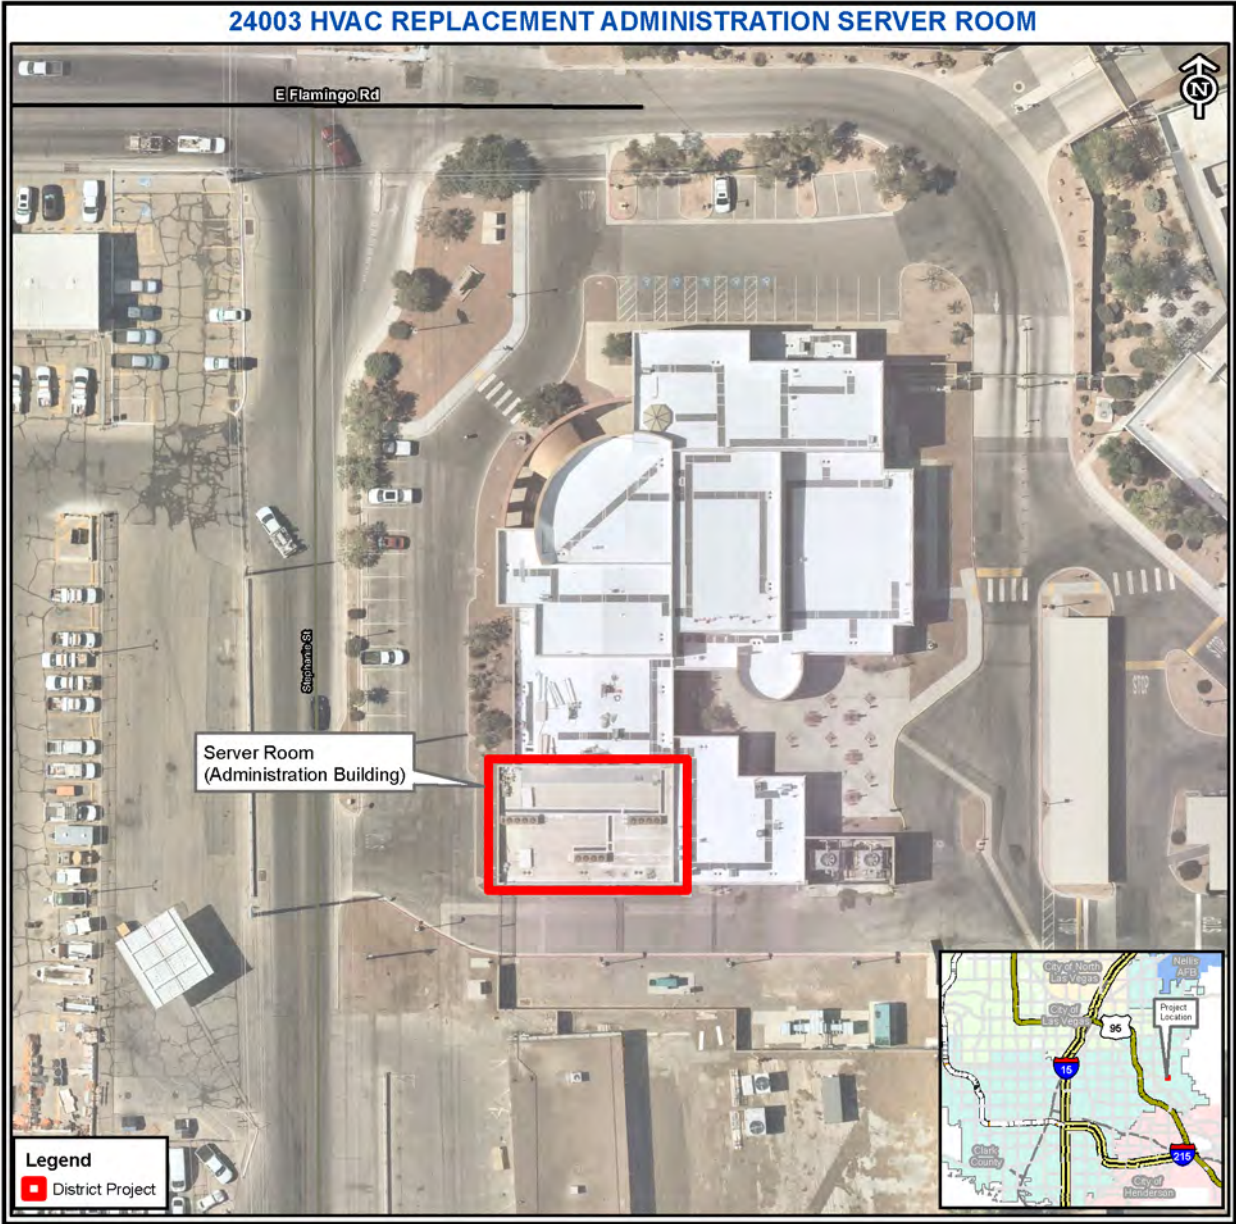 24003 HVAC REPLACEMENT ADMINISTRATION SERVER ROOM
N
E Flamingo Rd
STOP
Stephanie St
STOP
Server Room
(Administration Building)
Legend
District Project
City of North
Las Vegas
Nellis
AFB
City of
Las Vegas
95
Project
Location
15
Clark
County
215
City of
Henderson